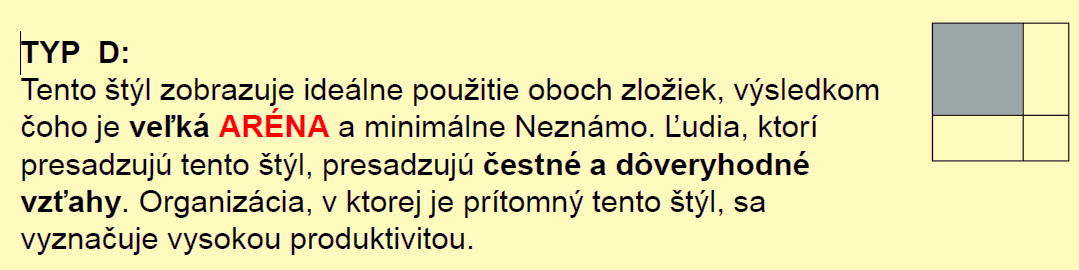 TYP D:
Tento štýl zobrazuje ideálne použitie oboch zložiek, výsledkom
čoho je veľká ARÉNA a minimálne Neznámo. Ľudia, ktorí
presadzujú tento štýl, presadzujú čestné a dôveryhodné
vzťahy. Organizácia, v ktorej je prítomný tento štýl, sa
vyznačuje vysokou produktivitou.